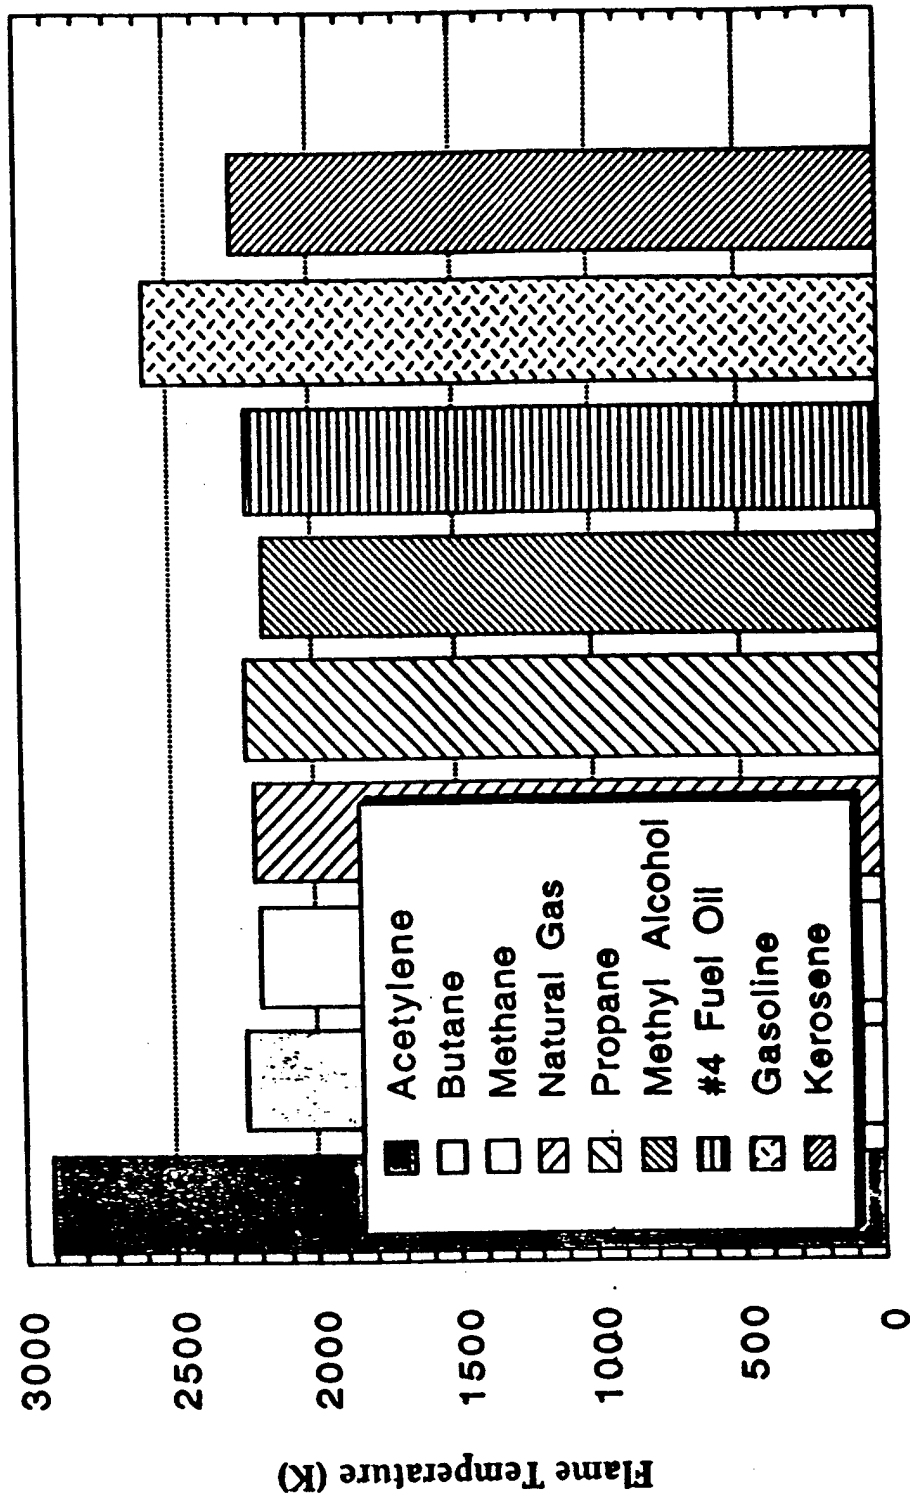 Flame Temperature (K)
3000
2500
2000
1500
1000
500
0
Acetylene
Butane
Methane
Natural Gas
Propane
Methyl Alcohol
#4 Fuel Oil
Gasoline
Kerosene